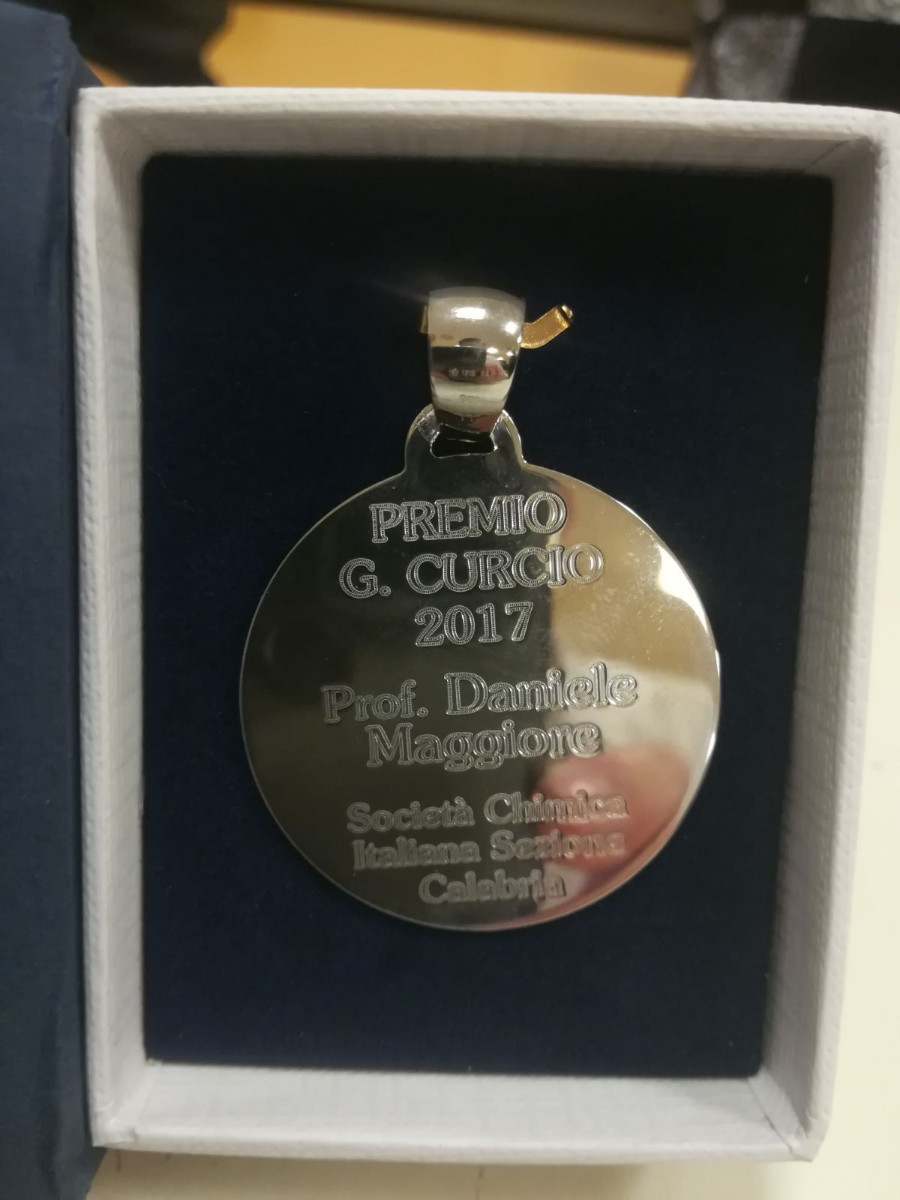 PREMIO
G. CURCIO
2017
Prof. Daniele
Maggiore
Società Chimica
Italiana Sezione
Calabria